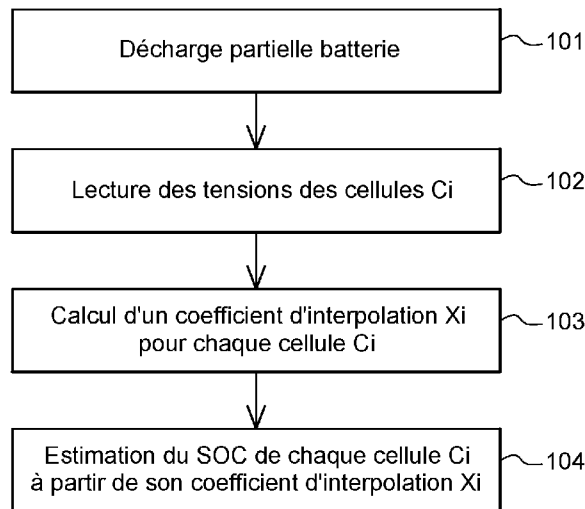 Décharge partielle batterie
101
Lecture des tensions des cellules Ci
102
Calcul d'un coefficient d'interpolation Xi
pour chaque cellule Ci
103
Estimation du SOC de chaque cellule Ci
à partir de son coefficient d'interpolation Xi
104